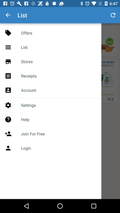 6:47
List
Offers
List
Stores
Receipts
Account
Settings
Help
Join For Free
Login